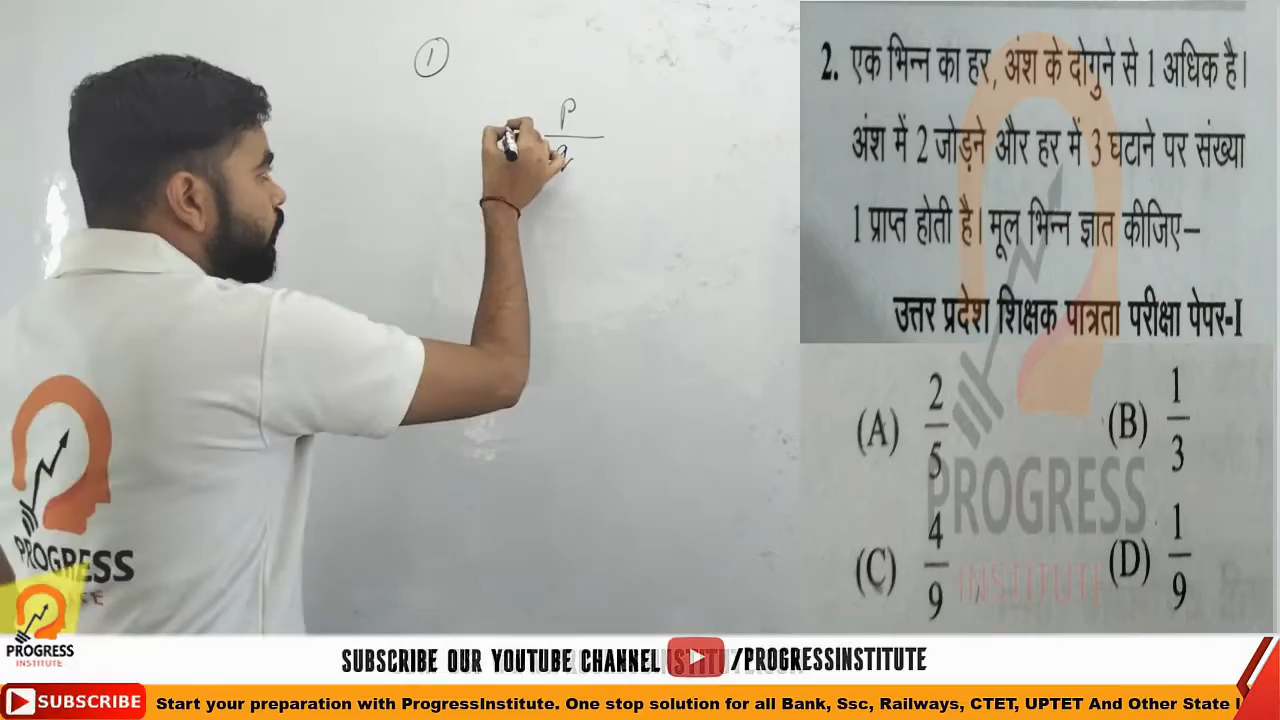 ①
P
q
2. एक भिन्न का हर, अंश के दोगुने से 1 अधिक है।
अंश में 2 जोड़ने और हर में 3 घटाने पर संख्या
1 प्राप्त होती है। मूल भिन्न ज्ञात कीजिए–
उत्तर प्रदेश शिक्षक पात्रता परीक्षा पेपर-I
(A) 2/5 (B) 1/3
(C) 4/9 (D) 1/9
PROGRESS
INSTITUTE
PROGRESS
PROGRESS
INSTITUTE
SUBSCRIBE OUR YOUTUBE CHANNEL /PROGRESSINSTITUTE
SUBSCRIBE Start your preparation with ProgressInstitute. One stop solution for all Bank, Ssc, Railways, CTET, UPTET And Other State